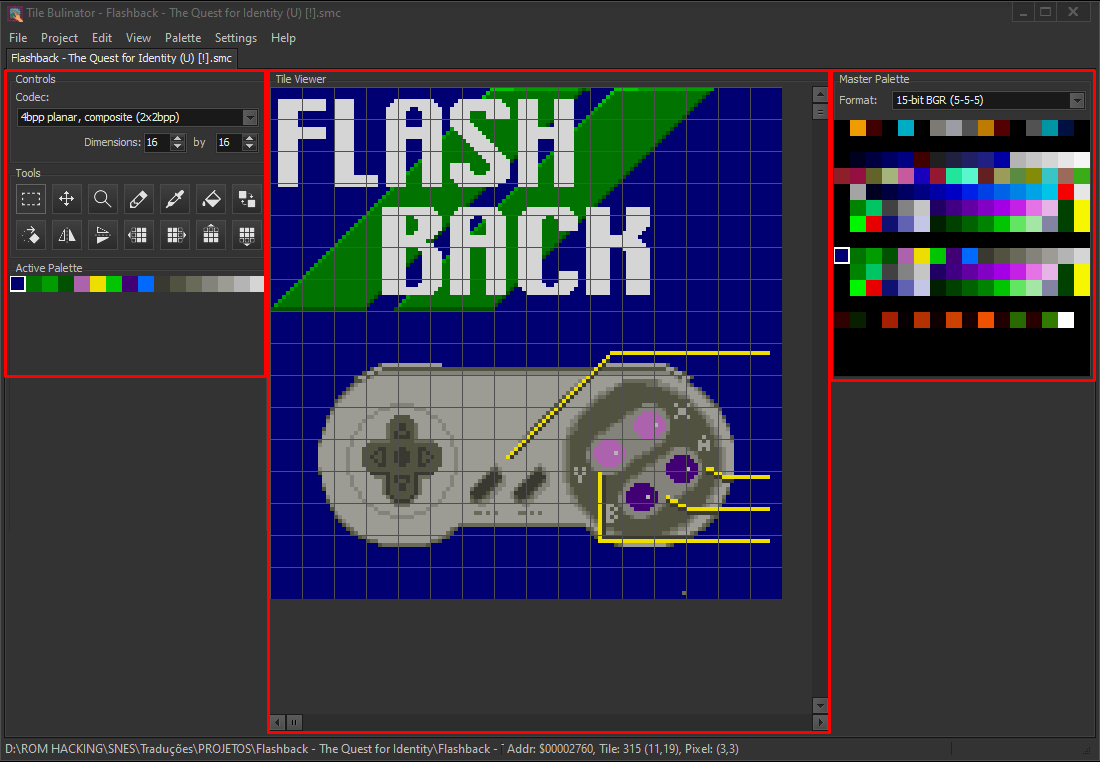 Tile Bulinator - Flashback - The Quest for Identity (U) [!].smc
File Project Edit View Palette Settings Help
Flashback - The Quest for Identity (U) [!].smc
Controls
Codec:
4bpp planar, composite (2x2bpp)
Dimensions: 16 by 16
Tools
Active Palette
Tile Viewer
FLASH
BACK
X
A
Y
B
Master Palette
Format: 15-bit BGR (5-5-5)
D:\ROM HACKING\SNES\Traduções\PROJETOS\Flashback - The Quest for Identity\Flashback - Addr: $00002760, Tile: 315 (11,19), Pixel: (3,3)